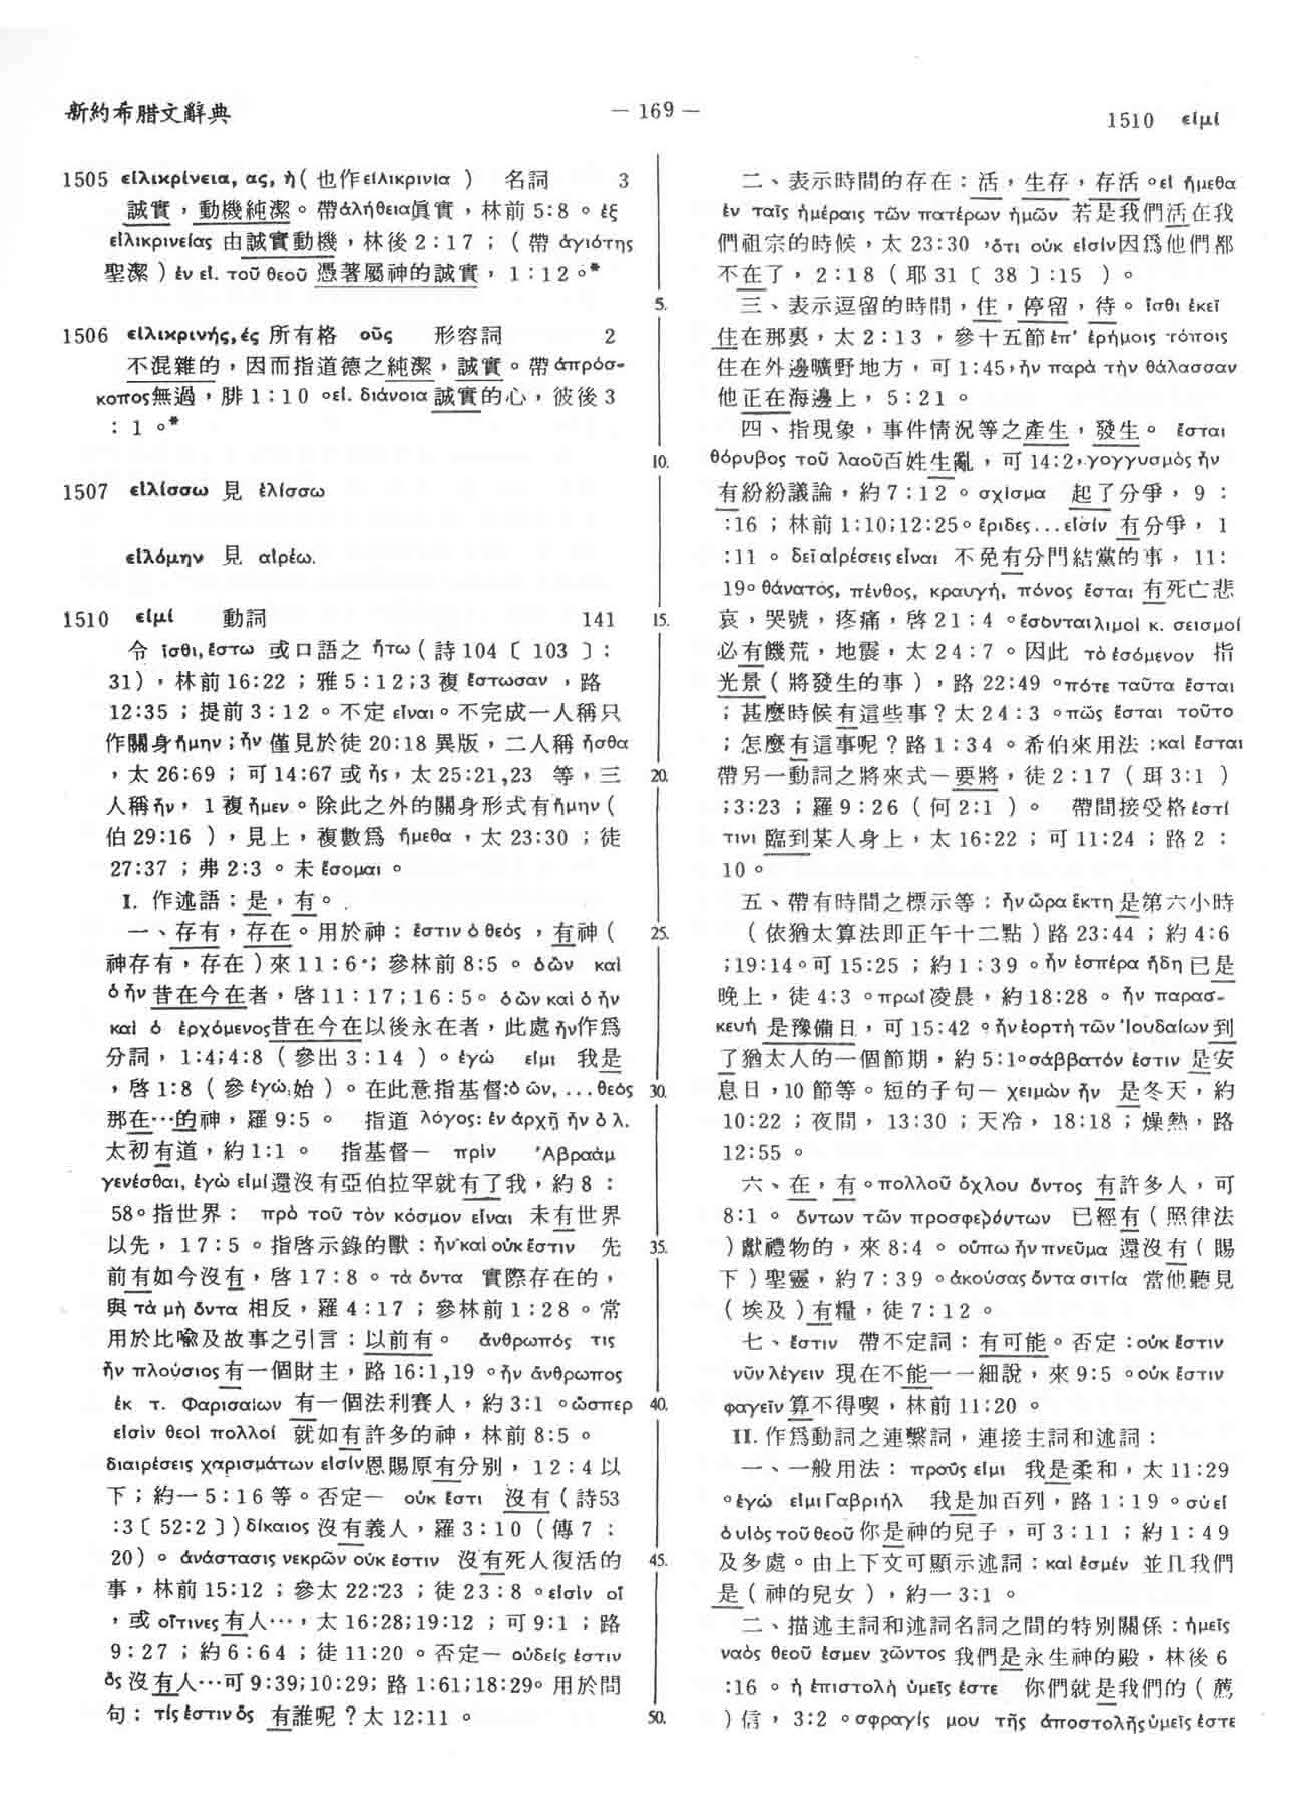 新約希腊文辭典
— 169 —
1510 εἰμί
1505 εἰλικρίνεια, ας, ἡ ( 也作 εἰλικρινία ) 名詞 3
誠實，動機純潔。帶ἀλήθεια眞實，林前 5:8 。ἐξ
εἰλικρινείας 由誠實動機，林後 2:17 ；( 帶 ἁγιότης
聖潔 ) ἐν εἰ. τοῦ θεοῦ 憑著屬神的誠實， 1:12 。*
1506 εἰλικρινής, ές 所有格 οῦς 形容詞 2
不混雜的，因而指道德之純潔，誠實。帶ἀπρόσ-
κοπος無過，腓 1:10 。εἰ. διάνοια 誠實的心，彼後 3
: 1 。*
1507 εἱλίσσω 見 ἑλίσσω
εἱλόμην 見 αἱρέω.
1510 εἰμί 動詞 141
令 ἴσθι, ἔστω 或口語之 ἤτω ( 詩 104〔 103 〕:
31) ，林前 16:22 ；雅 5:12;3 複 ἔστωσαν ，路
12:35 ；提前 3:12 。不定 εἶναι。不完成一人稱只
作關身ἤμην；ἦν 僅見於徒 20:18 異版，二人稱 ἦσθα
，太 26:69 ；可 14:67 或 ἦς，太 25:21,23 等，三
人稱 ἦν， 1 複 ἦμεν。除此之外的關身形式有 ἤμην (
伯 29:16 ) ，見上，複數爲 ἤμεθα ，太 23:30 ；徒
27:37 ；弗 2:3 。未 ἔσομαι 。
I. 作述語：是，有。
一、存有，存在。用於神： ἔστιν ὁ θεός ，有神 (
神存有，存在 ) 來 11:6 ；參林前 8:5 。 ὁ ὢν καὶ
ὁ ἦν 昔在今在者，啓 11:17;16:5。 ὁ ὢν καὶ ὁ ἦν
καὶ ὁ ἐρχόμενος昔在今在以後永在者，此處 ἦν作爲
分詞， 1:4;4:8 ( 參出 3:14 ) 。ἐγώ εἰμι 我是
，啓 1:8 ( 參 ἐγώ,始 ) 。在此意指基督:ὁ ὤν, ...θεός
那在…的神，羅 9:5 。 指道 λόγος: ἐν ἀρχῇ ἦν ὁ λ.
太初有道，約 1:1 。 指基督— πρὶν Ἀβραὰμ
γενέσθαι, ἐγὼ εἰμί還沒有亞伯拉罕就有了我，約 8 :
58。指世界： πρὸ τοῦ τὸν κόσμον εἶναι 未有世界
以先， 17:5 。指啓示錄的獸：ἦν καὶ οὐκ ἔστιν 先
前有如今沒有，啓 17:8 。τὰ ὄντα 實際存在的，
與 τὰ μὴ ὄντα 相反，羅 4:17 ；參林前 1:28 。常
用於比喩及故事之引言：以前有。 ἄνθρωπός τις
ἦν πλούσιος 有一個財主，路 16:1,19 。ἦν ἄνθρωπος
ἐκ τ. Φαρισαίων 有一個法利賽人，約 3:1 。ὥσπερ
εἰσὶν θεοὶ πολλοί 就如有許多的神，林前 8:5 。
διαιρέσεις χαρισμάτων εἰσίν恩賜原有分別， 12:4 以
下；約一 5:16 等。否定— οὐκ ἔστι 沒有 ( 詩53
:3〔 52:2 〕) δίκαιος 沒有義人，羅 3:10 ( 傳 7 :
20) 。 ἀνάστασις νεκρῶν οὐκ ἔστιν 沒有死人復活的
事，林前 15:12 ；參太 22:23 ；徒 23:8 。εἰσὶν οἵ
，或 οἵτινες 有人…，太 16:28;19:12 ；可 9:1 ；路
9:27 ；約 6:64 ；徒 11:20 。否定— οὐδείς ἐστιν
ὅς 沒有人…可 9:39;10:29; 路 1:61;18:29。用於問
句： τίς ἐστιν ὅς 有誰呢？太 12:11 。
5.
10.
15.
20.
25.
30.
35.
40.
45.
50.
二、表示時間的存在：活，生存，存活 。εἰ ἤμεθα
ἐν ταῖς ἡμέραις τῶν πατέρων ἡμῶν 若是我們活在我
們祖宗的時候，太 23:30 ，ὅτι οὐκ εἰσίν因爲他們都
不在了， 2:18 ( 耶 31〔 38 〕:15 ) 。
三、表示逗留的時間，住，停留，待。 ἴσθι ἐκεῖ
住在那裏，太 2:13 ，參十五節 ἐπ' ἐρήμοις τόποις
住在外邊曠野地方，可 1:45，ἦν παρὰ τὴν θάλασσαν
他正在海邊上， 5:21 。
四、指現象，事件情況等之產生，發生。 ἔσται
θόρυβος τοῦ λαοῦ百姓生亂，可 14:2，γογγυσμὸς ἦν
有紛紛議論，約 7:12 。σχίσμα 起了分爭， 9 :
:16 ；林前 1:10;12:25。ἔριδες...εἰσίν 有分爭， 1
:11 。 δεῖ αἱρέσεις εἶναι 不免有分門結黨的事， 11:
19。θάνατος, πένθος, κραυγή, πόνος ἔσται 有死亡悲
哀，哭號，疼痛，啓 21:4 。ἔσονται λιμοὶ κ. σεισμοί
必有饑荒，地震，太 24:7 。因此 τὸ ἐσόμενον 指
光景 ( 將發生的事 ) ，路 22:49 。πότε ταῦτα ἔσται
；甚麼時候有這些事？太 24:3 。πῶς ἔσται τοῦτο
；怎麼有這事呢？路 1:34 。希伯來用法：καὶ ἔσται
帶另一動詞之將來式—要將，徒 2:17 ( 珥 3:1 )
;3:23 ；羅 9:26 ( 何 2:1 ) 。 帶間接受格 ἐστί
τινι 臨到某人身上，太 16:22 ；可 11:24 ；路 2 :
10 。
五、帶有時間之標示等：ἦν ὥρα ἕκτη 是第六小時
( 依猶太算法即正午十二點 ) 路 23:44 ；約 4:6
;19:14。可 15:25 ；約 1:39 。ἦν ἑσπέρα ἤδη 已是
晚上，徒 4:3 。πρωΐ 凌晨，約 18:28 。 ἦν παρασ-
κευή 是豫備日，可 15:42 。ἦν ἑορτὴ τῶν Ἰουδαίων 到
了猶太人的一個節期，約 5:1。σάββατόν ἐστιν 是安
息日，10 節等。短的子句— χειμὼν ἦν 是冬天，約
10:22 ；夜間， 13:30 ；天冷， 18:18 ；燥熱，路
12:55 。
六、在，有。πολλοῦ ὄχλου ὄντος 有許多人，可
8:1 。 ὄντων τῶν προσφερόντων 已經有 ( 照律法
) 獻禮物的，來 8:4 。 οὔπω ἦν πνεῦμα 還沒有 ( 賜
下 ) 聖靈，約 7:39 。ἀκούσας ὄντα σιτία 當他聽見
( 埃及 ) 有糧，徒 7:12 。
七、ἔστιν 帶不定詞：有可能。否定：οὐκ ἔστιν
νῦν λέγειν 現在不能一一細說，來 9:5 。οὐκ ἔστιν
φαγεῖν 算不得喫，林前 11:20 。
II. 作爲動詞之連繫詞，連接主詞和述詞：
一、一般用法： πραΰς εἰμι 我是柔和，太 11:29
。ἐγώ εἰμι Γαβριήλ 我是加百列，路 1:19 。σὺ εἶ
ὁ υἱὸς τοῦ θεοῦ 你是神的兒子，可 3:11 ；約 1:49
及多處。由上下文可顯示述詞：καὶ ἐσμέν 並且我們
是 ( 神的兒女 ) ，約一 3:1 。
二、描述主詞和述詞名詞之間的特別關係：ἡμεῖς
ναὸς θεοῦ ἐσμεν ζῶντος 我們是永生神的殿，林後 6
:16 。 ἡ ἐπιστολὴ ὑμεῖς ἐστε 你們就是我們的 ( 薦
) 信， 3:2 。σφραγίς μου τῆς ἀποστολῆς ὑμεῖς ἐστε